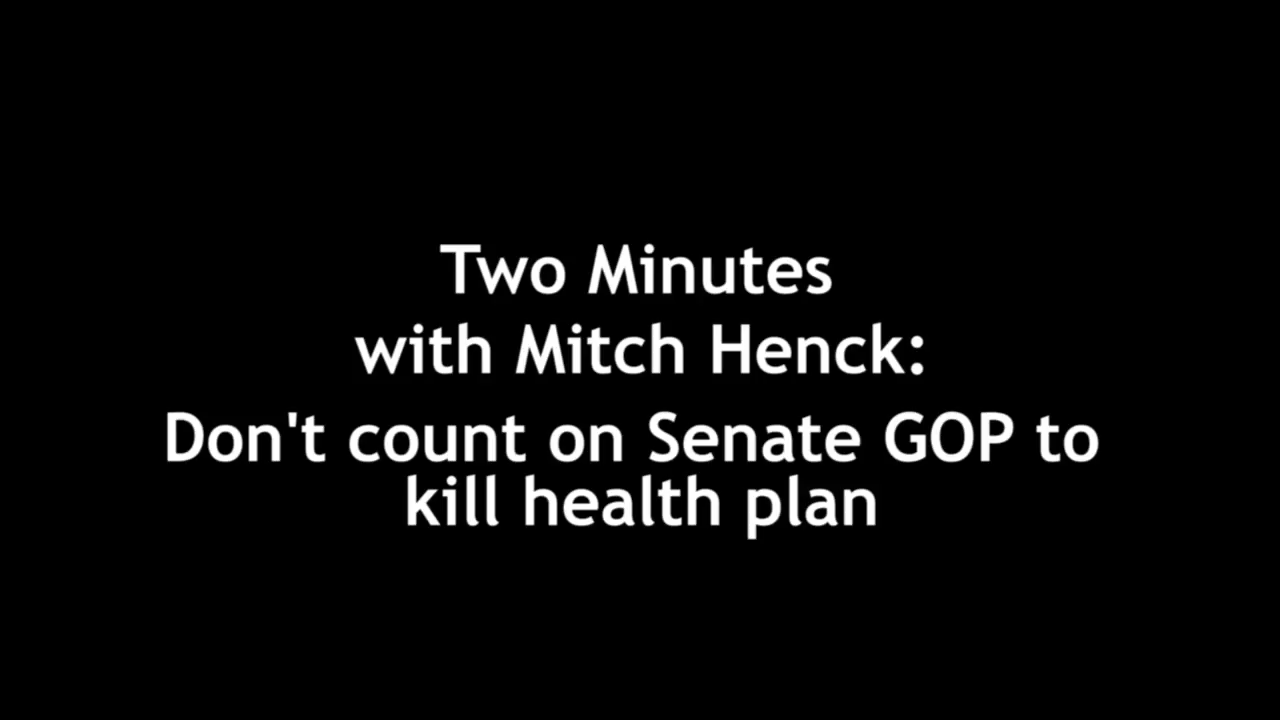 Two Minutes
with Mitch Henck:
Don't count on Senate GOP to
kill health plan